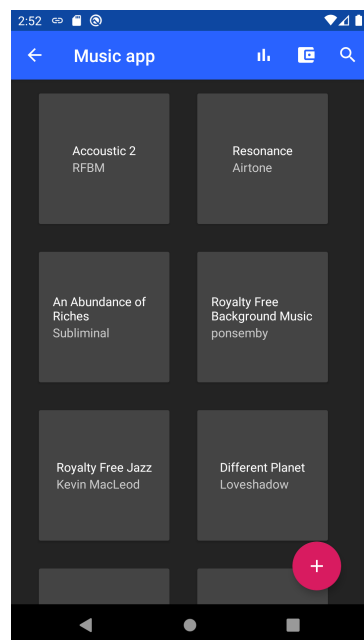 2:52
Music app
Accoustic 2
RFBM
Resonance
Airtone
An Abundance of
Riches
Subliminal
Royalty Free
Background Music
ponsemby
Royalty Free Jazz
Kevin MacLeod
Different Planet
Loveshadow